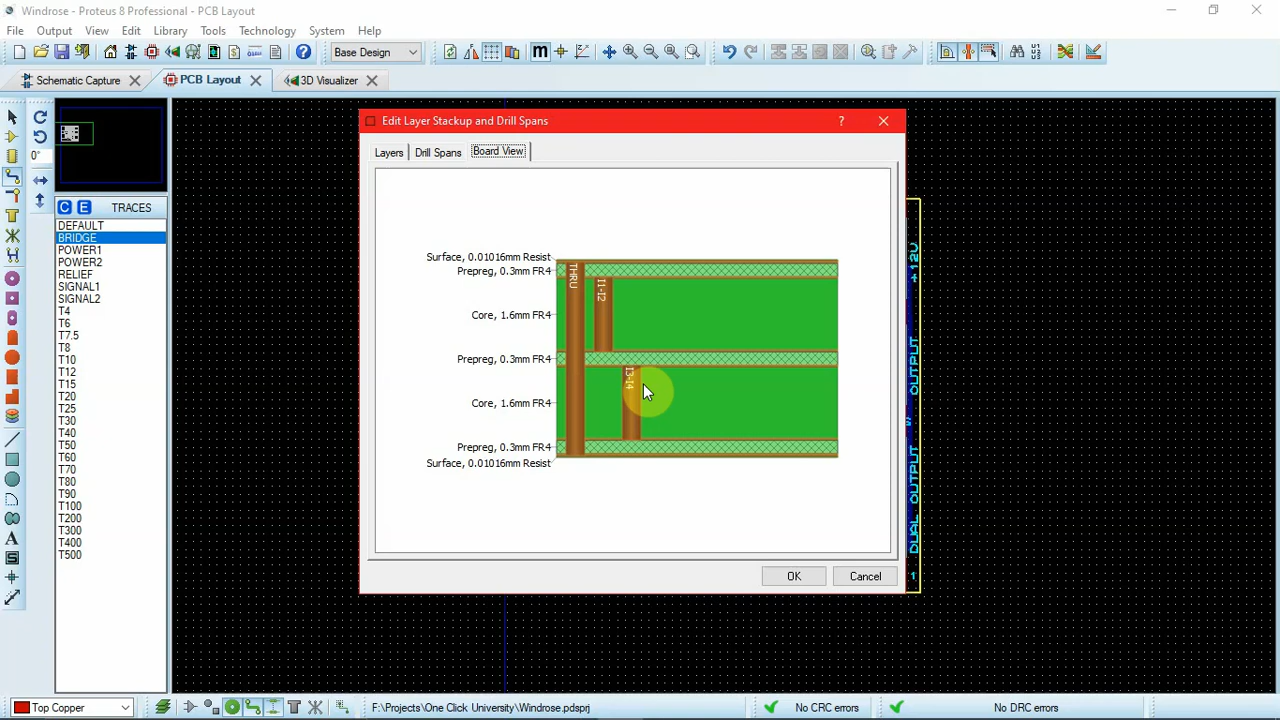 Windrose - Proteus 8 Professional - PCB Layout
File Output View Edit Library Tools Technology System Help
Base Design
Schematic Capture PCB Layout 3D Visualizer
Edit Layer Stackup and Drill Spans
Layers Drill Spans Board View
0°
C E TRACES
DEFAULT
BRIDGE
POWER1
POWER2
RELIEF
SIGNAL1
SIGNAL2
T4
T6
T7.5
T8
T10
T12
T15
T20
T25
T30
T40
T50
T60
T70
T80
T90
T100
T200
T300
T400
T500
Surface, 0.01016mm Resist
Prepreg, 0.3mm FR4
Core, 1.6mm FR4
Prepreg, 0.3mm FR4
Core, 1.6mm FR4
Prepreg, 0.3mm FR4
Surface, 0.01016mm Resist
THRU
I1-I2
I3-I4
OK Cancel
+12V
OUTPUT
DUAL OUTPUT
1
Top Copper
F:\Projects\One Click University\Windrose.pdsprj
No CRC errors
No DRC errors